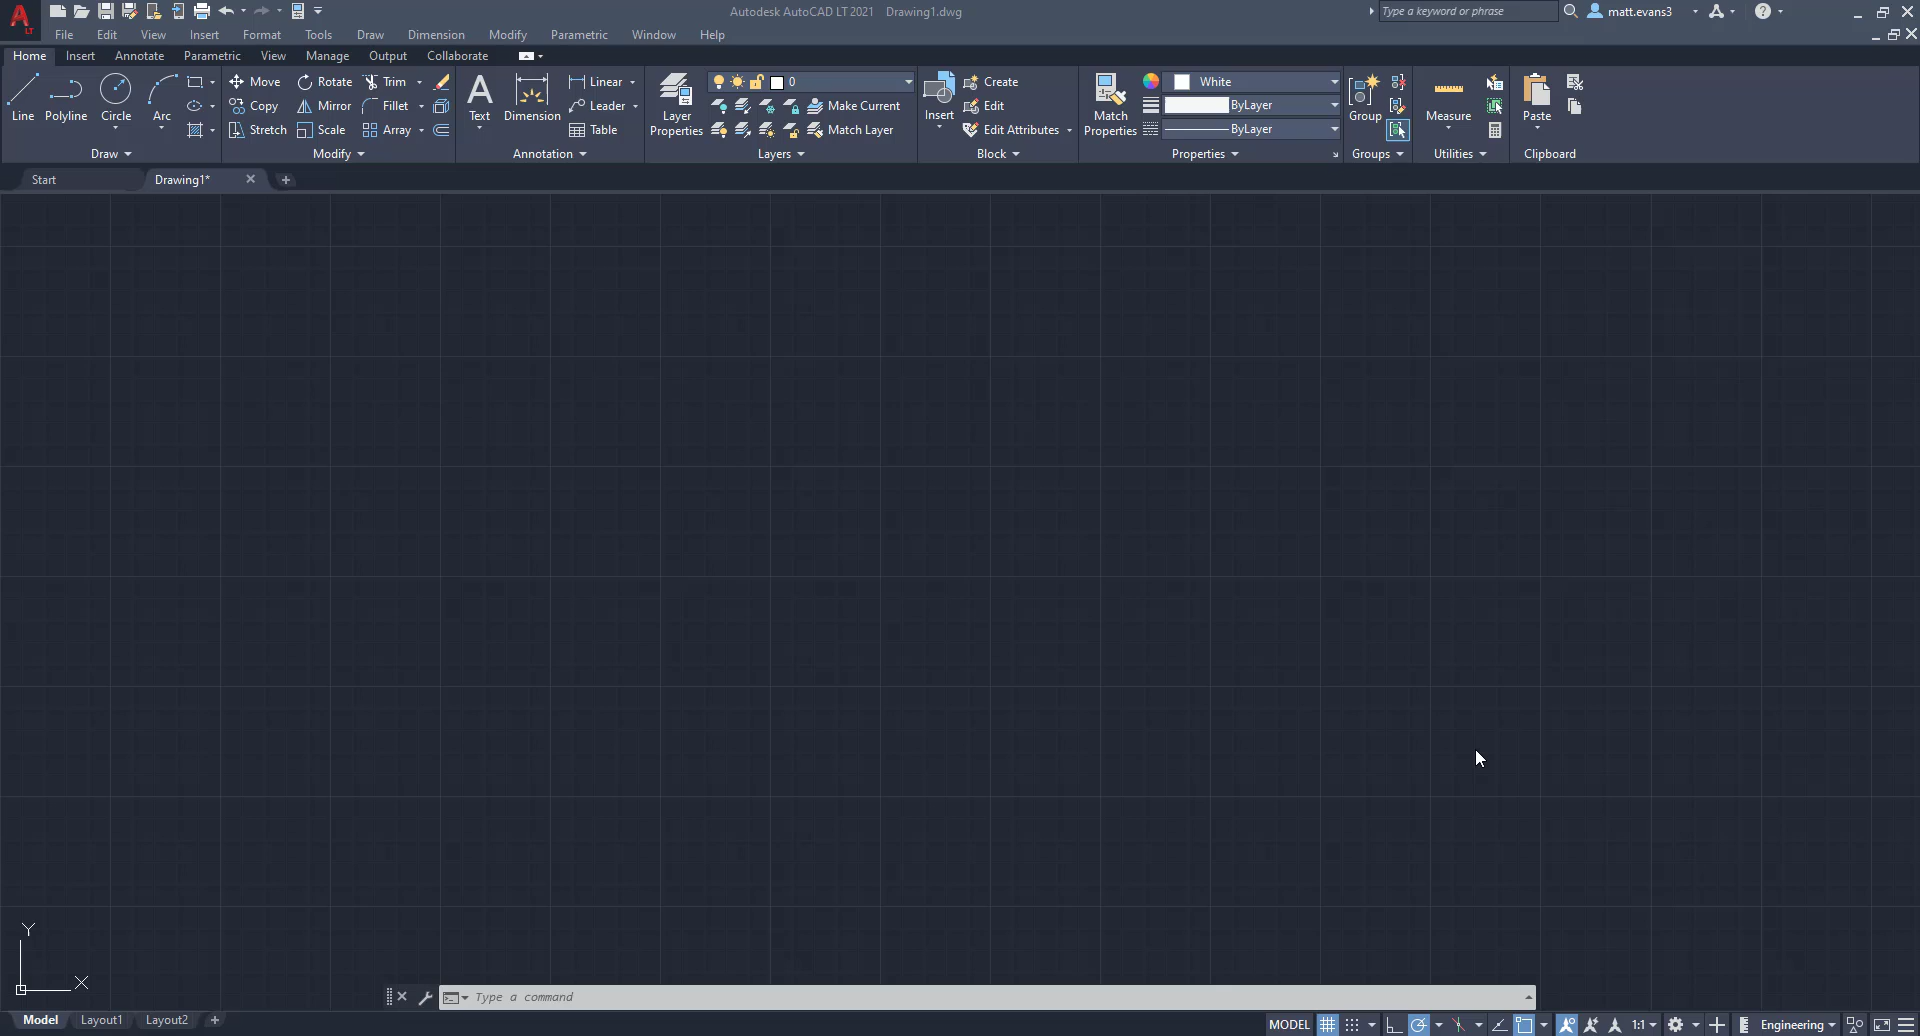 Autodesk AutoCAD LT 2021 Drawing1.dwg
Type a keyword or phrase
matt.evans3
LT
File Edit View Insert Format Tools Draw Dimension Modify Parametric Window Help
Home Insert Annotate Parametric View Manage Output Collaborate
Line
Polyline
Circle
Arc
Draw
Move Rotate Trim
Copy Mirror Fillet
Stretch Scale Array
Modify
Text
Dimension
Linear
Leader
Table
Annotation
Layer
Properties
0
Make Current
Match Layer
Layers
Insert
Create
Edit
Edit Attributes
Block
Match
Properties
White
ByLayer
ByLayer
Properties
Group
Groups
Measure
Utilities
Paste
Clipboard
Start Drawing1*
Y
X
Type a command
Model Layout1 Layout2
MODEL 1:1 Engineering